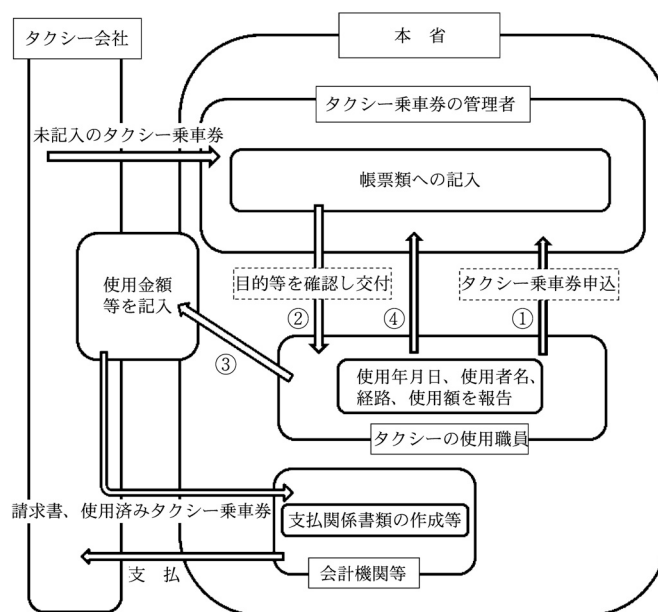 タクシー会社
本 省
タクシー乗車券の管理者
未記入のタクシー乗車券
帳票類への記入
使用金額
等を記入
目的等を確認し交付
タクシー乗車券申込
②
④
①
③
使用年月日、使用者名、
経路、使用額を報告
タクシーの使用職員
請求書、使用済みタクシー乗車券
支払関係書類の作成等
支 払
会計機関等